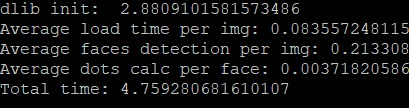 dlib init:  2.8809101581573486
Average load time per img: 0.083557248115
Average faces detection per img: 0.213308
Average dots calc per face: 0.00371820586
Total time: 4.759280681610107